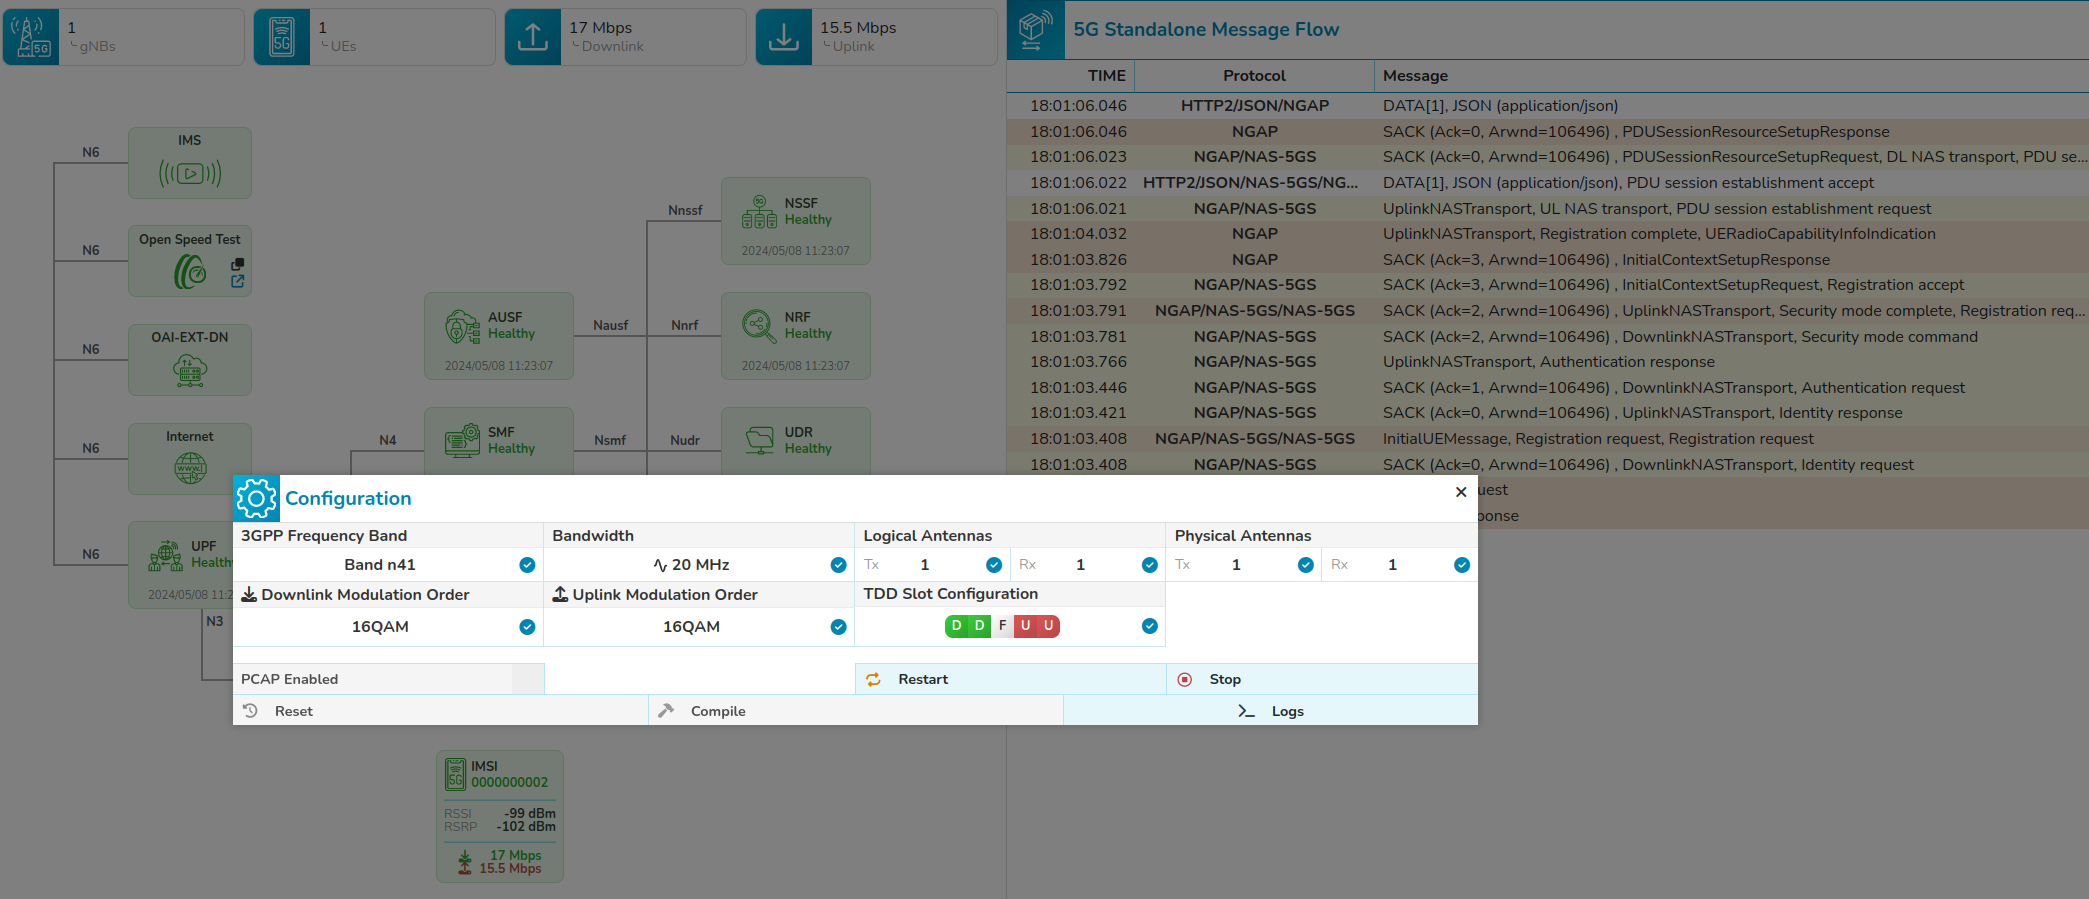 1
gNBs
1
UEs
17 Mbps
Downlink
15.5 Mbps
Uplink
5G
5G
5G Standalone Message Flow
TIME Protocol Message
18:01:06.046 HTTP2/JSON/NGAP DATA[1], JSON (application/json)
18:01:06.046 NGAP SACK (Ack=0, Arwnd=106496) , PDUSessionResourceSetupResponse
18:01:06.023 NGAP/NAS-5GS SACK (Ack=0, Arwnd=106496) , PDUSessionResourceSetupRequest, DL NAS transport, PDU se...
18:01:06.022 HTTP2/JSON/NAS-5GS/NG... DATA[1], JSON (application/json), PDU session establishment accept
18:01:06.021 NGAP/NAS-5GS UplinkNASTransport, UL NAS transport, PDU session establishment request
18:01:04.032 NGAP UplinkNASTransport, Registration complete, UERadioCapabilityInfoIndication
18:01:03.826 NGAP SACK (Ack=3, Arwnd=106496) , InitialContextSetupResponse
18:01:03.792 NGAP/NAS-5GS SACK (Ack=3, Arwnd=106496) , InitialContextSetupRequest, Registration accept
18:01:03.791 NGAP/NAS-5GS/NAS-5GS SACK (Ack=2, Arwnd=106496) , UplinkNASTransport, Security mode complete, Registration req...
18:01:03.781 NGAP/NAS-5GS SACK (Ack=2, Arwnd=106496) , DownlinkNASTransport, Security mode command
18:01:03.766 NGAP/NAS-5GS UplinkNASTransport, Authentication response
18:01:03.446 NGAP/NAS-5GS SACK (Ack=1, Arwnd=106496) , DownlinkNASTransport, Authentication request
18:01:03.421 NGAP/NAS-5GS SACK (Ack=0, Arwnd=106496) , UplinkNASTransport, Identity response
18:01:03.408 NGAP/NAS-5GS/NAS-5GS InitialUEMessage, Registration request, Registration request
18:01:03.408 NGAP/NAS-5GS SACK (Ack=0, Arwnd=106496) , DownlinkNASTransport, Identity request
uest
ponse
N6
IMS
N6
Open Speed Test
N6
OAI-EXT-DN
N6
Internet
www.
N6
UPF
Health
2024/05/08 11:2
N3
N4
AUSF
Healthy
2024/05/08 11:23:07
SMF
Healthy
Nausf
Nsmf
Nnssf
Nnrf
Nudr
5G
NSSF
Healthy
2024/05/08 11:23:07
NRF
Healthy
2024/05/08 11:23:07
UDR
Healthy
Configuration
3GPP Frequency Band
Band n41
Bandwidth
20 MHz
Logical Antennas
Tx 1 Rx 1
Physical Antennas
Tx 1 Rx 1
Downlink Modulation Order
16QAM
Uplink Modulation Order
16QAM
TDD Slot Configuration
D D F U U
PCAP Enabled
Restart
Stop
Reset
Compile
Logs
5G
IMSI
0000000002
RSSI -99 dBm
RSRP -102 dBm
17 Mbps
15.5 Mbps